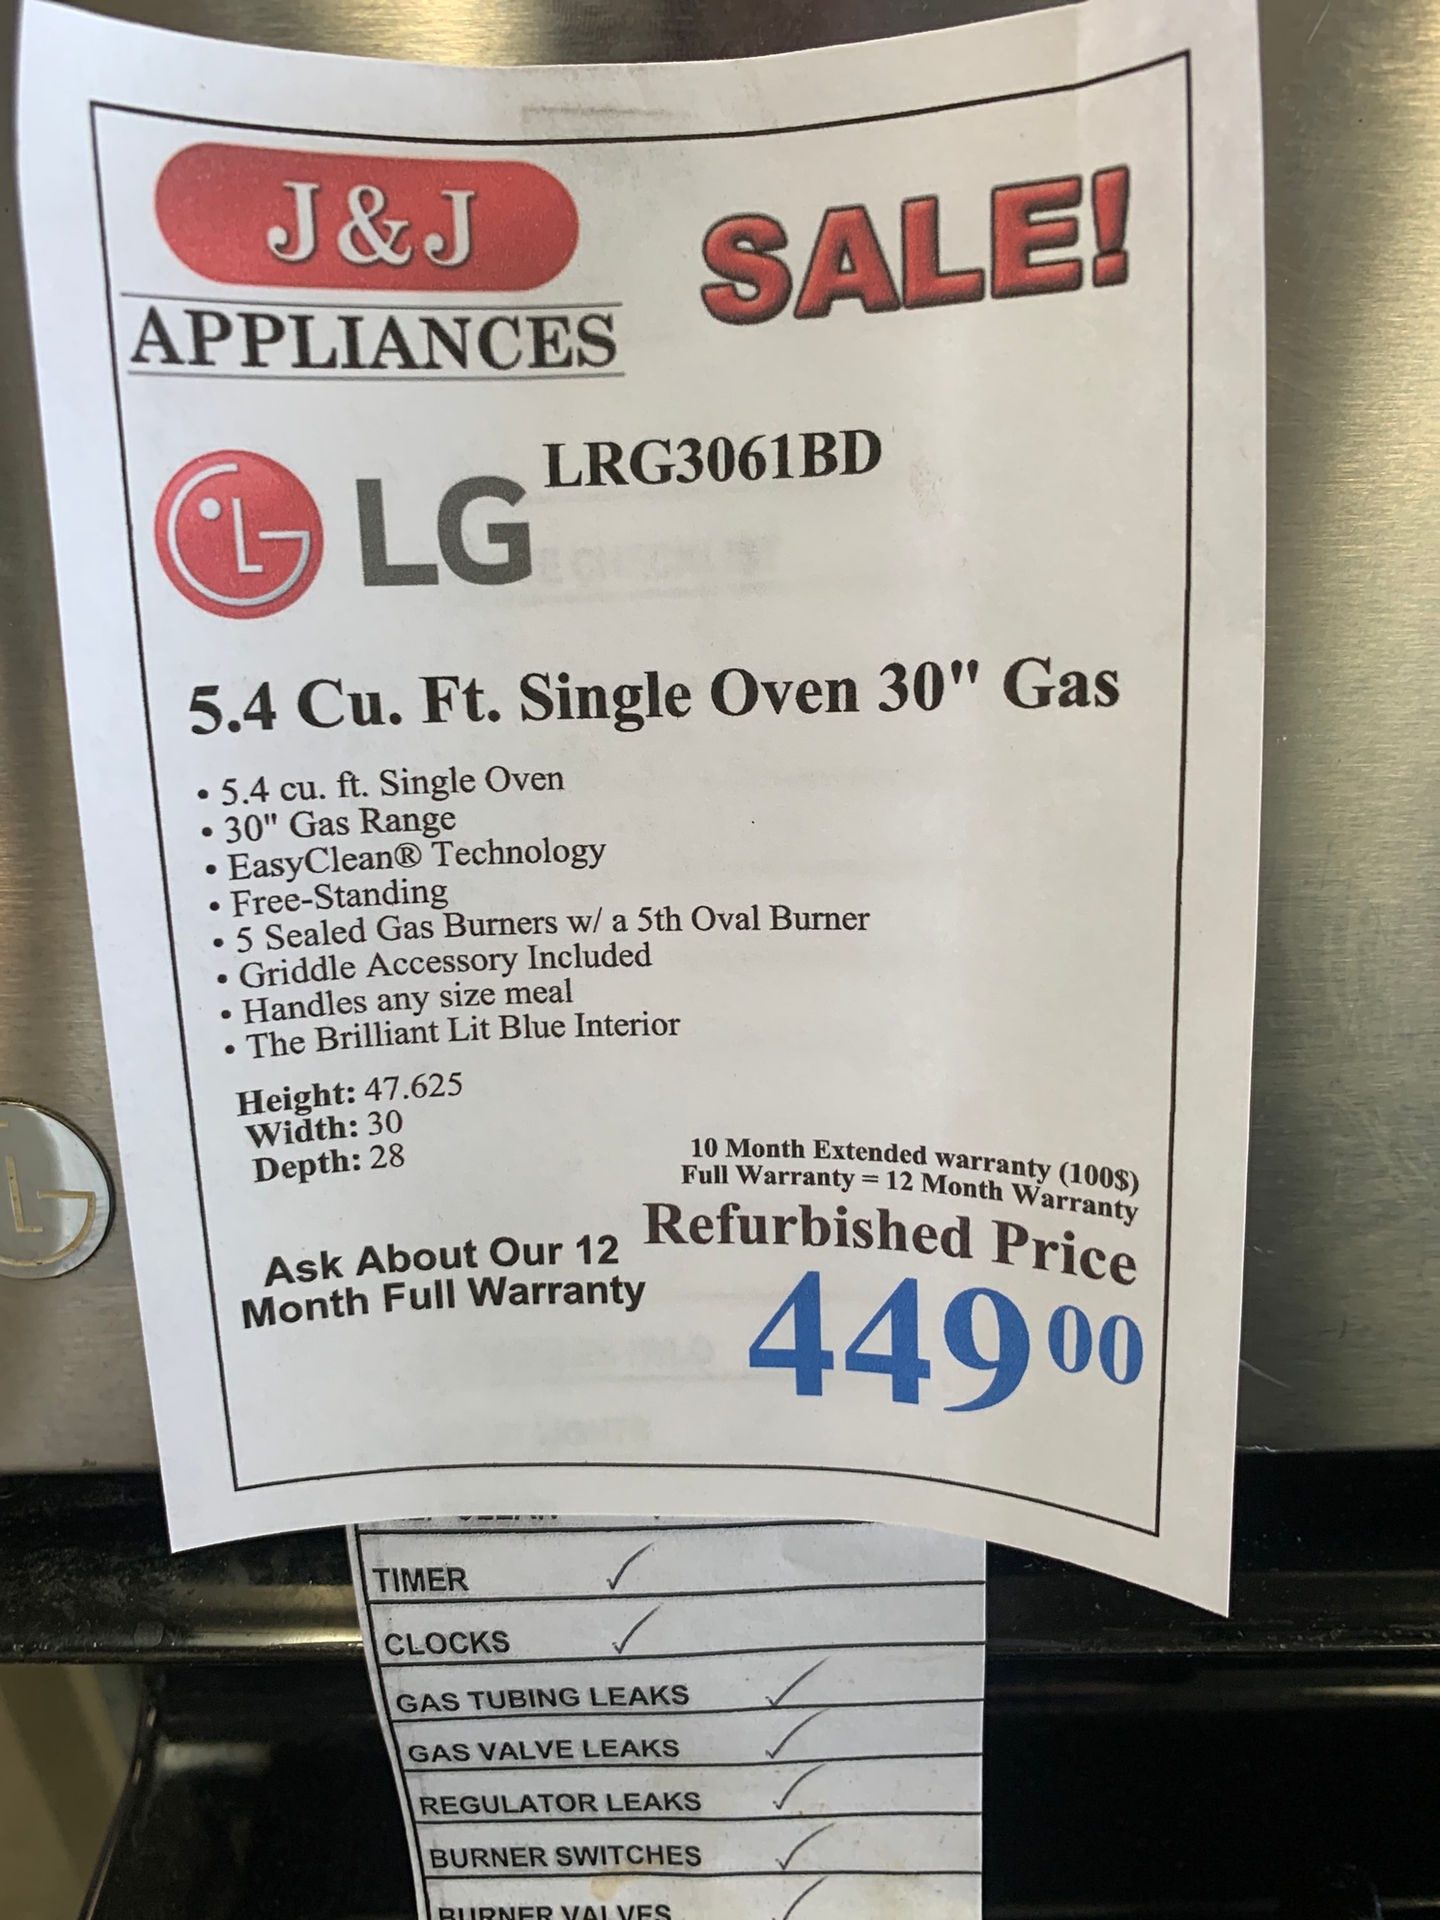 J&J
APPLIANCES
SALE!
LG
LG
LRG3061BD
5.4 Cu. Ft. Single Oven 30" Gas
• 5.4 cu. ft. Single Oven
• 30" Gas Range
• EasyClean® Technology
• Free-Standing
• 5 Sealed Gas Burners w/ a 5th Oval Burner
• Griddle Accessory Included
• Handles any size meal
• The Brilliant Lit Blue Interior
Height: 47.625
Width: 30
Depth: 28
10 Month Extended warranty (100$)
Full Warranty = 12 Month Warranty
Refurbished Price
449 00
Ask About Our 12
Month Full Warranty
LG
TIMER
CLOCKS
GAS TUBING LEAKS
GAS VALVE LEAKS
REGULATOR LEAKS
BURNER SWITCHES
BURNER VALVES